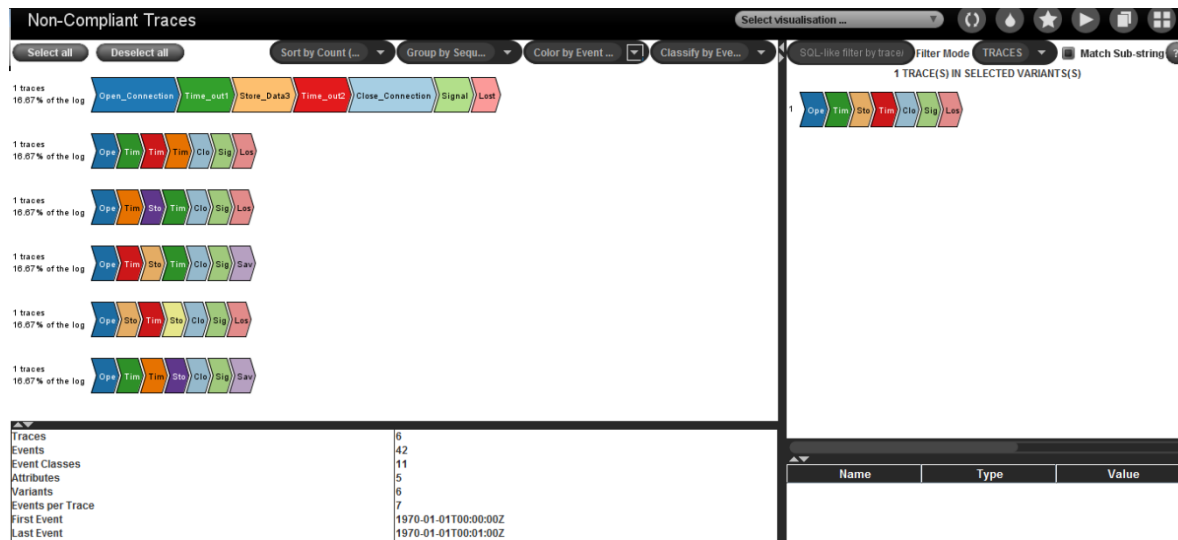 Non-Compliant Traces
Select visualisation ...
Select all
Deselect all
Sort by Count (...
Group by Sequ...
Color by Event ...
Classify by Eve...
SQL-like filter by trace/
Filter Mode
TRACES
Match Sub-string
?
1 TRACE(S) IN SELECTED VARIANT(S)
1 traces
16.67% of the log
Open_Connection Time_out1 Store_Data3 Time_out2 Close_Connection Signal Lost
1 Ope Tim Sto Tim Clo Sig Los
1 traces
16.67% of the log
Ope Tim Tim Tim Clo Sig Los
1 traces
16.67% of the log
Ope Tim Sto Tim Clo Sig Los
1 traces
16.67% of the log
Ope Tim Sto Tim Clo Sig Sav
1 traces
16.67% of the log
Ope Sto Tim Sto Clo Sig Los
1 traces
16.67% of the log
Ope Tim Tim Sto Clo Sig Sav
Traces 6
Events 42
Event Classes 11
Attributes 5
Variants 6
Events per Trace 7
First Event 1970-01-01T00:00:00Z
Last Event 1970-01-01T00:01:00Z
Name Type Value